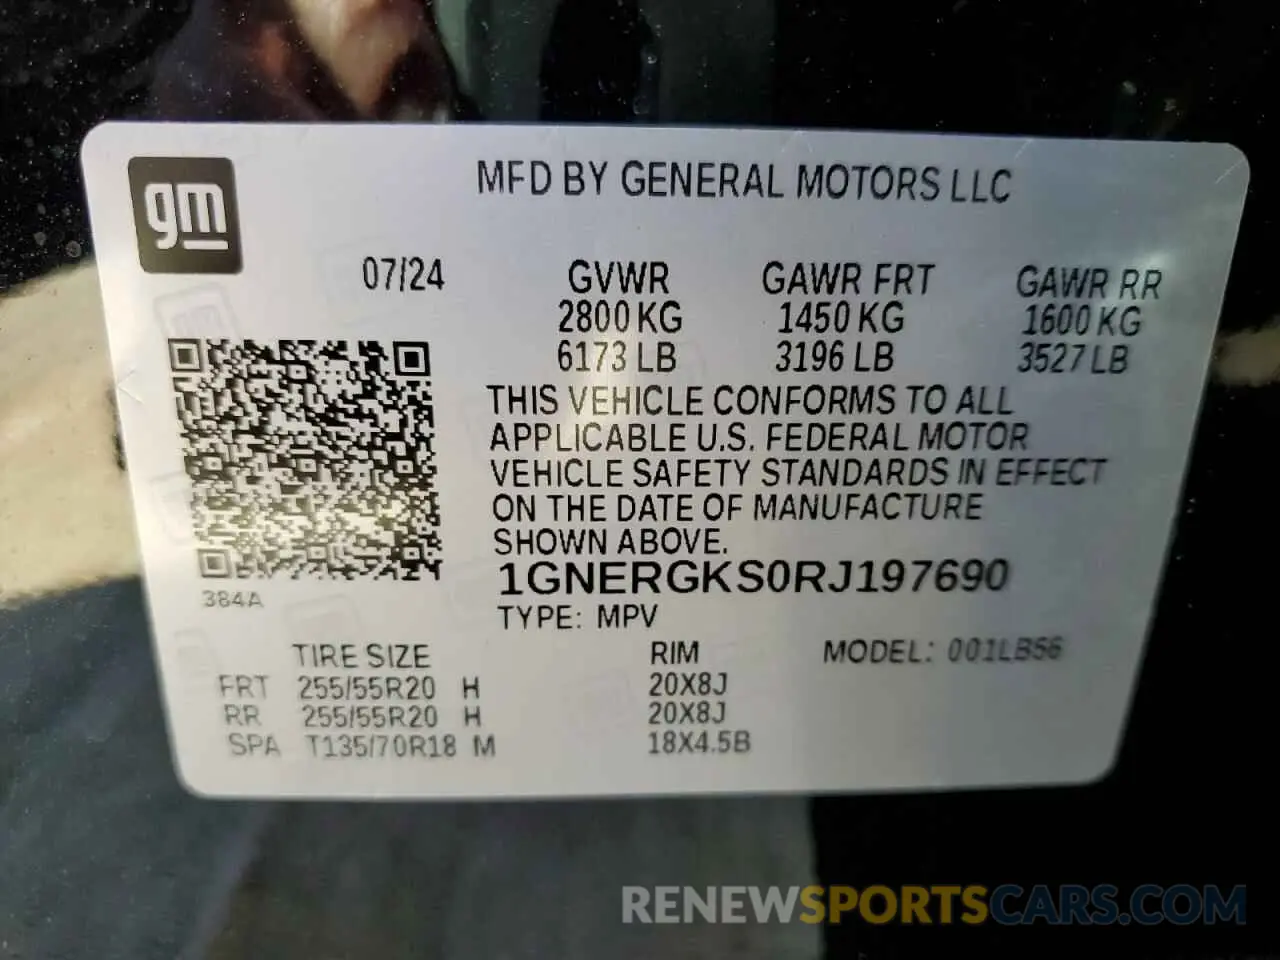 gm
MFD BY GENERAL MOTORS LLC
07/24
GVWR GAWR FRT GAWR RR
2800 KG 1450 KG 1600 KG
6173 LB 3196 LB 3527 LB
THIS VEHICLE CONFORMS TO ALL
APPLICABLE U.S. FEDERAL MOTOR
VEHICLE SAFETY STANDARDS IN EFFECT
ON THE DATE OF MANUFACTURE
SHOWN ABOVE.
1GNERGKS0RJ197690
384A
TYPE: MPV
TIRE SIZE RIM MODEL: 001LB56
FRT 255/55R20 H 20X8J
RR 255/55R20 H 20X8J
SPA T135/70R18 M 18X4.5B
RENEWSPORTSCARS.COM